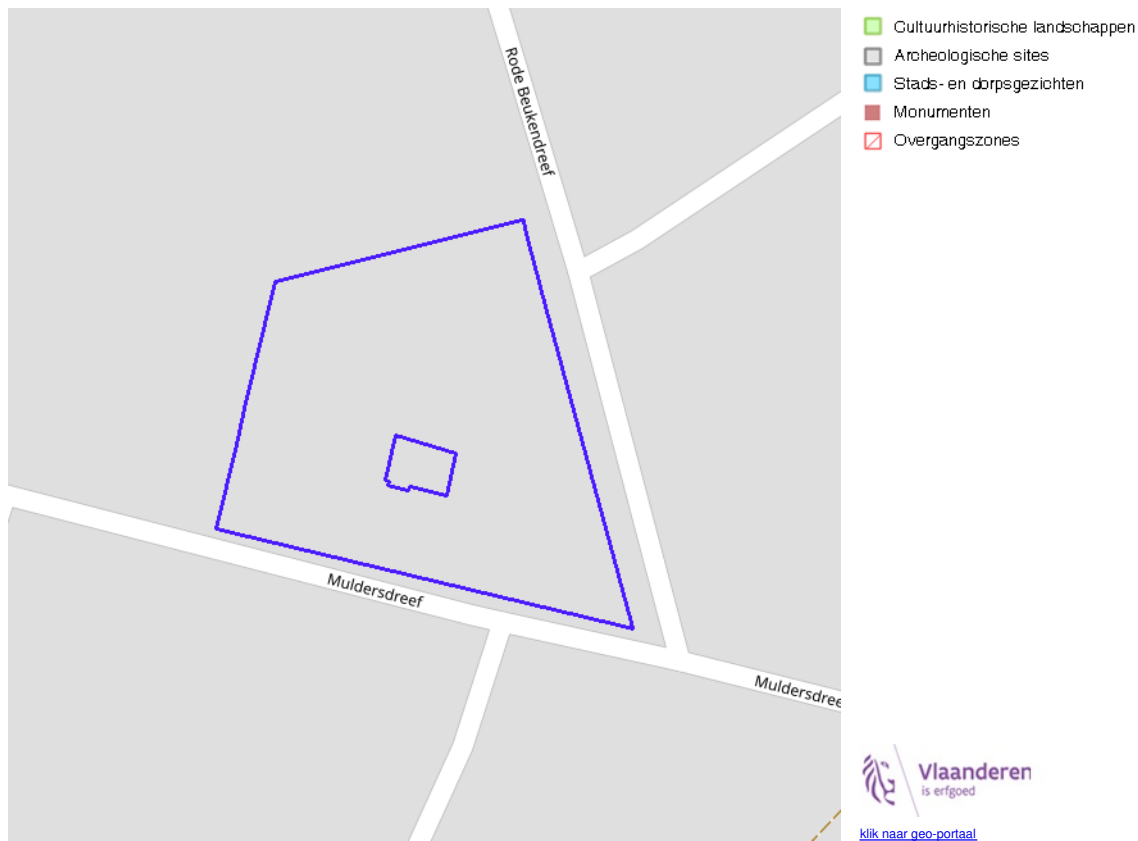 Rode Beukendreef
Muldersdreef
Muldersdree
Cultuurhistorische landschappen
Archeologische sites
Stads- en dorpsgezichten
Monumenten
Overgangszones
Vlaanderen
is erfgoed
klik naar geo-portaal